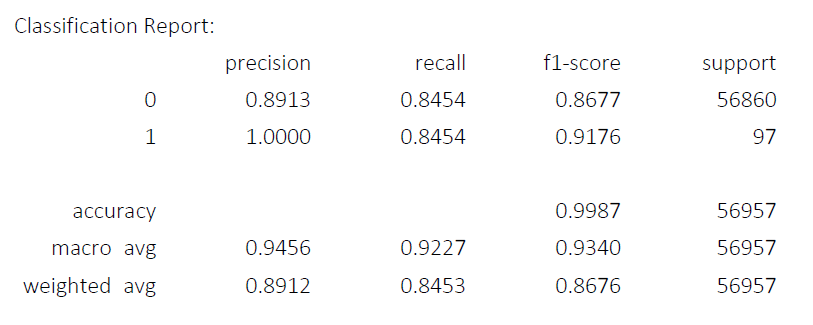 Classification Report:
precision recall f1-score support
0 0.8913 0.8454 0.8677 56860
1 1.0000 0.8454 0.9176 97
accuracy 0.9987 56957
macro avg 0.9456 0.9227 0.9340 56957
weighted avg 0.8912 0.8453 0.8676 56957